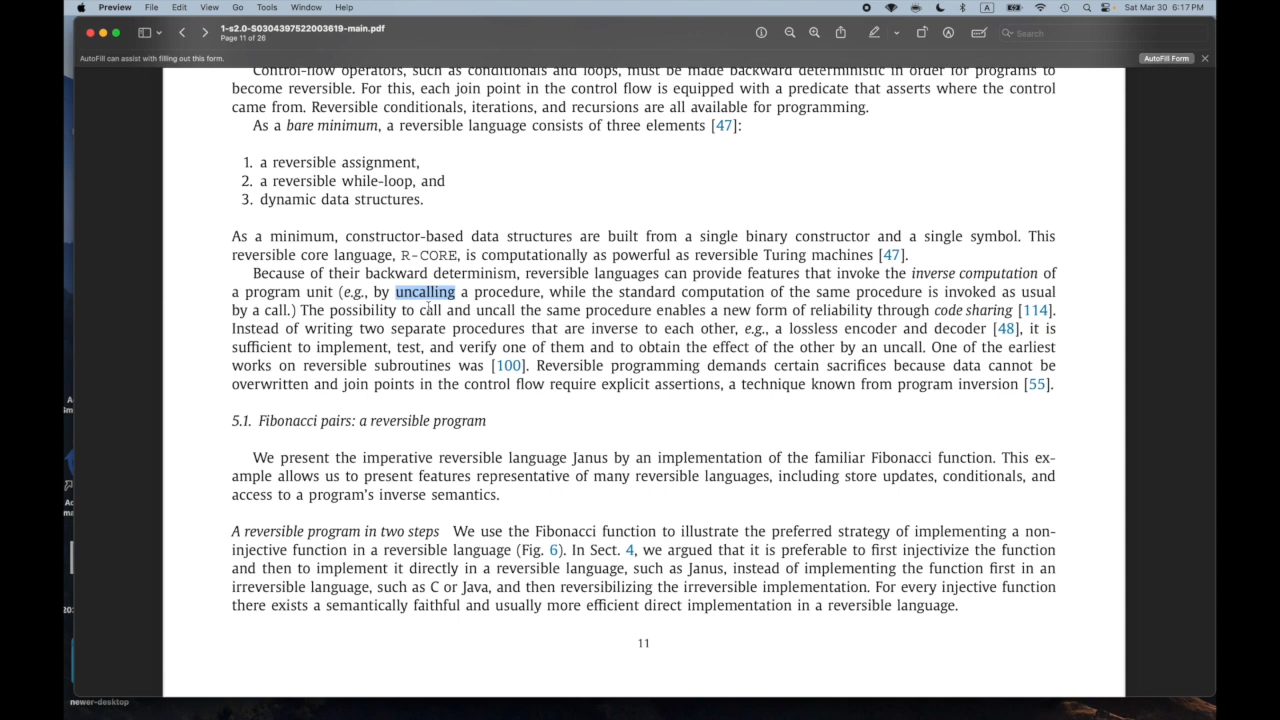 Preview File Edit View Go Tools Window Help Sat Mar 30 6:17 PM
1-s2.0-S0304397522003619-main.pdf
Page 11 of 26
Search
AutoFill can assist with filling out this form.
AutoFill Form
Control-flow operators, such as conditionals and loops, must be made backward deterministic in order for programs to
become reversible. For this, each join point in the control flow is equipped with a predicate that asserts where the control
came from. Reversible conditionals, iterations, and recursions are all available for programming.
As a bare minimum, a reversible language consists of three elements [47]:
1. a reversible assignment,
2. a reversible while-loop, and
3. dynamic data structures.
As a minimum, constructor-based data structures are built from a single binary constructor and a single symbol. This
reversible core language, R-CORE, is computationally as powerful as reversible Turing machines [47].
Because of their backward determinism, reversible languages can provide features that invoke the inverse computation of
a program unit (e.g., by uncalling a procedure, while the standard computation of the same procedure is invoked as usual
by a call.) The possibility to call and uncall the same procedure enables a new form of reliability through code sharing [114].
Instead of writing two separate procedures that are inverse to each other, e.g., a lossless encoder and decoder [48], it is
sufficient to implement, test, and verify one of them and to obtain the effect of the other by an uncall. One of the earliest
works on reversible subroutines was [100]. Reversible programming demands certain sacrifices because data cannot be
overwritten and join points in the control flow require explicit assertions, a technique known from program inversion [55].
5.1. Fibonacci pairs: a reversible program
We present the imperative reversible language Janus by an implementation of the familiar Fibonacci function. This ex-
ample allows us to present features representative of many reversible languages, including store updates, conditionals, and
access to a program's inverse semantics.
A reversible program in two steps We use the Fibonacci function to illustrate the preferred strategy of implementing a non-
injective function in a reversible language (Fig. 6). In Sect. 4, we argued that it is preferable to first injectivize the function
and then to implement it directly in a reversible language, such as Janus, instead of implementing the function first in an
irreversible language, such as C or Java, and then reversibilizing the irreversible implementation. For every injective function
there exists a semantically faithful and usually more efficient direct implementation in a reversible language.
11
newer-desktop